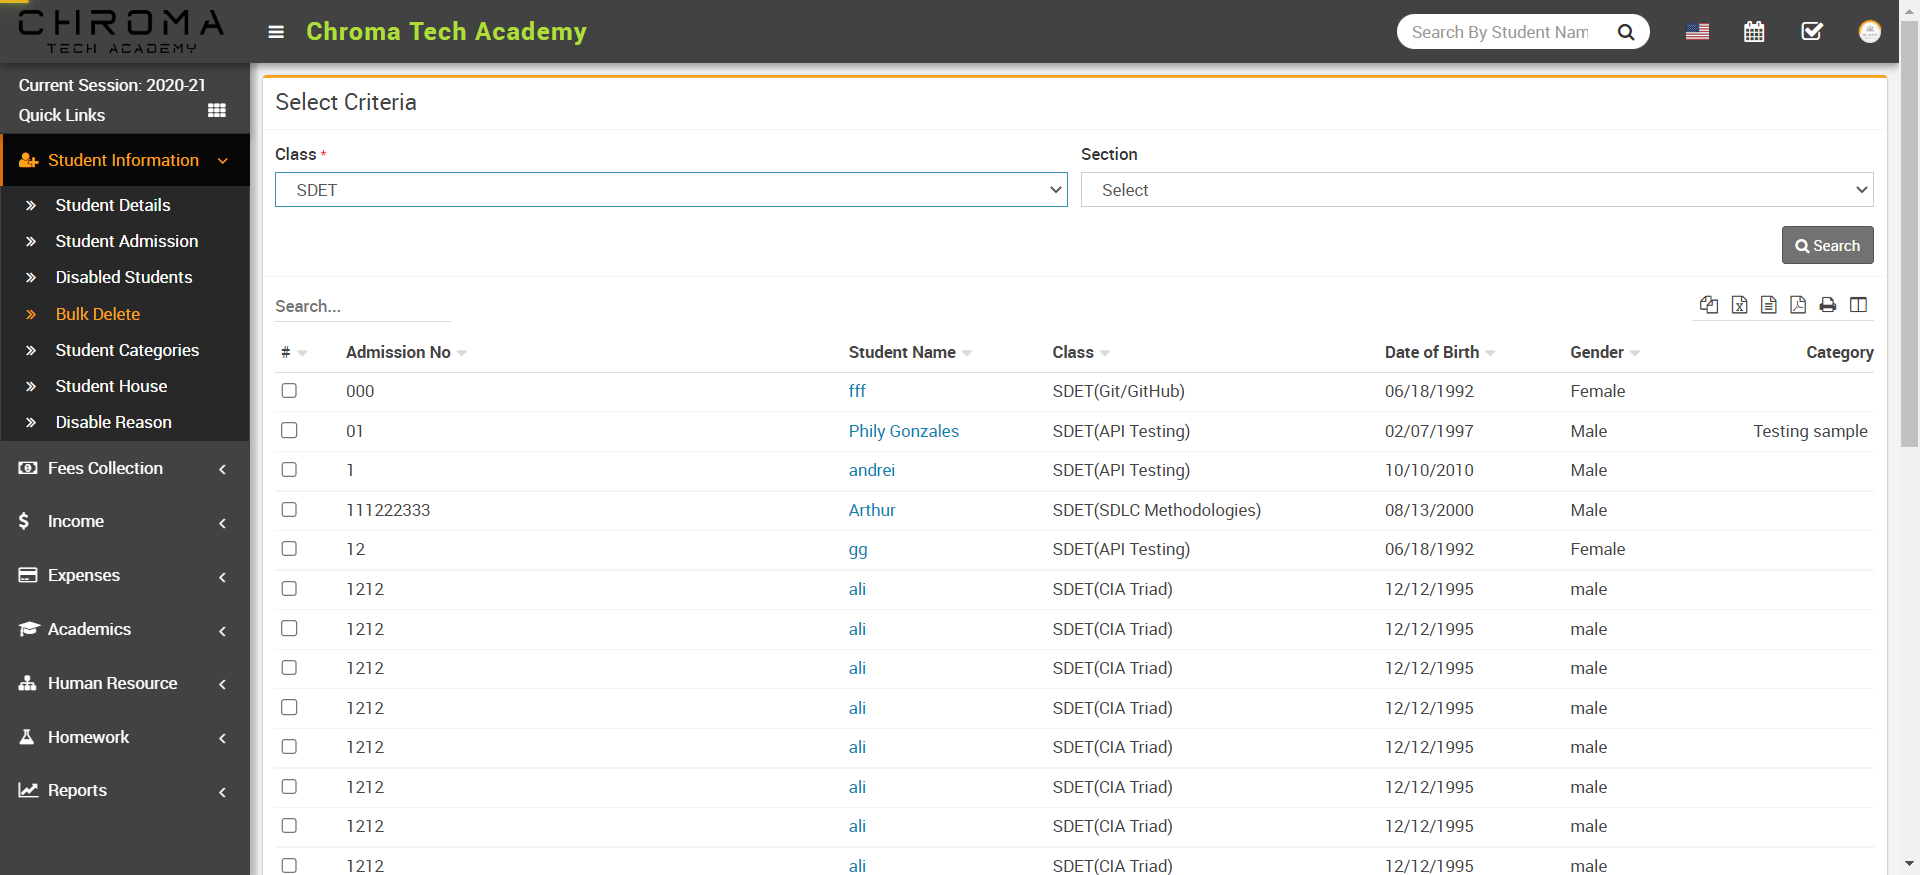 CHROMA
TECH ACADEMY
Chroma Tech Academy
Search By Student Nam
Current Session: 2020-21
Quick Links
Student Information
Student Details
Student Admission
Disabled Students
Bulk Delete
Student Categories
Student House
Disable Reason
Fees Collection
Income
Expenses
Academics
Human Resource
Homework
Reports
Select Criteria
Class * Section
SDET Select
Search
Search...
# Admission No Student Name Class Date of Birth Gender Category
000 fff SDET(Git/GitHub) 06/18/1992 Female
01 Phily Gonzales SDET(API Testing) 02/07/1997 Male Testing sample
1 andrei SDET(API Testing) 10/10/2010 Male
111222333 Arthur SDET(SDLC Methodologies) 08/13/2000 Male
12 gg SDET(API Testing) 06/18/1992 Female
1212 ali SDET(CIA Triad) 12/12/1995 male
1212 ali SDET(CIA Triad) 12/12/1995 male
1212 ali SDET(CIA Triad) 12/12/1995 male
1212 ali SDET(CIA Triad) 12/12/1995 male
1212 ali SDET(CIA Triad) 12/12/1995 male
1212 ali SDET(CIA Triad) 12/12/1995 male
1212 ali SDET(CIA Triad) 12/12/1995 male
1212 ali SDET(CIA Triad) 12/12/1995 male